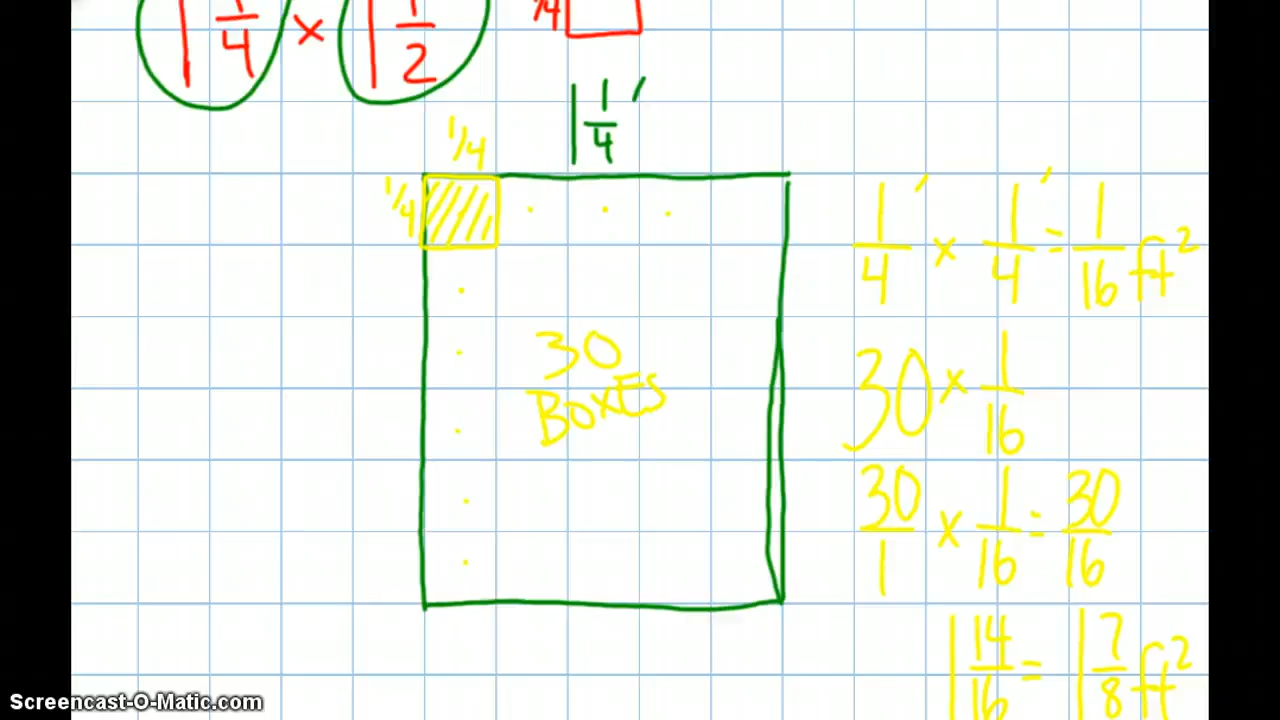 1 1/4 × 1 1/2
1/4
1 1/4'
1/4
1/4
30
BOXES
1/4' × 1/4' = 1/16 ft²
30 × 1/16
30/1 × 1/16 = 30/16
1 14/16 = 1 7/8 ft²
Screencast-O-Matic.com